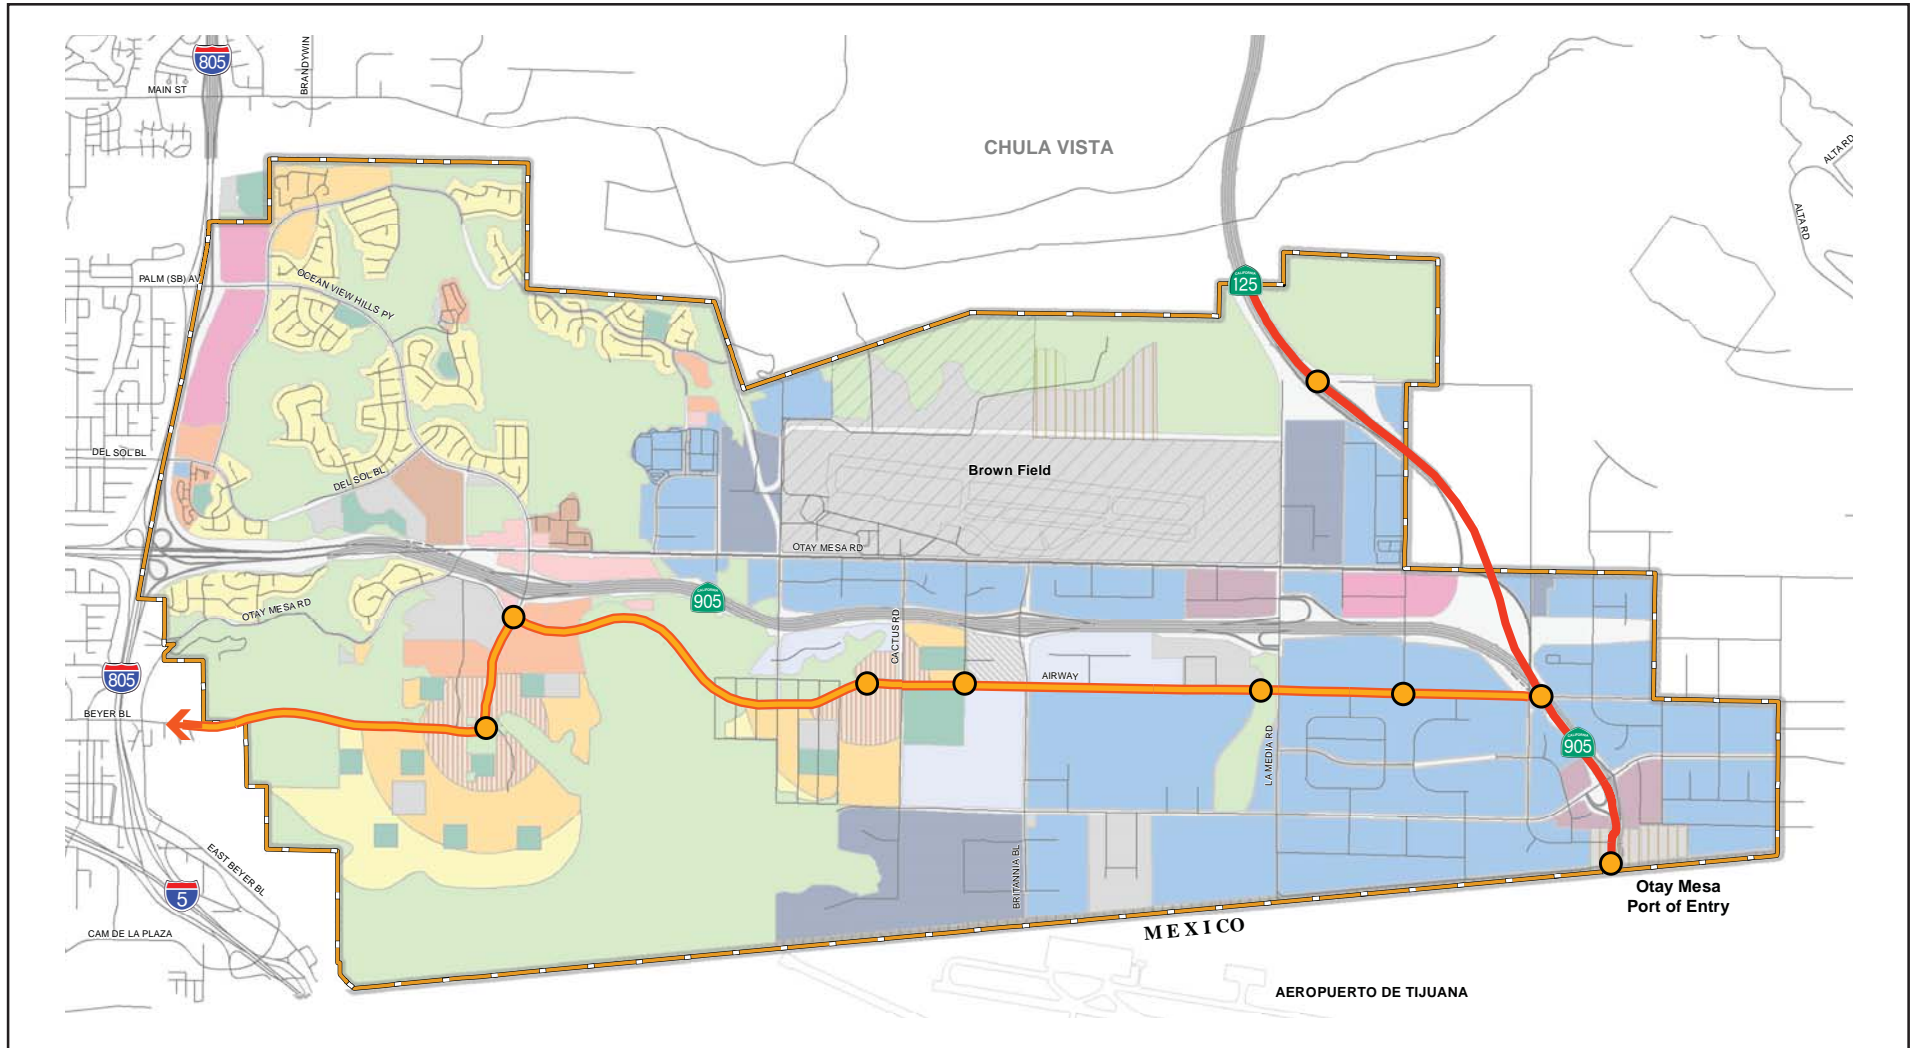 805
MAIN ST
BRANDYWIN
CHULA VISTA
ALTA RD
ALTA RD
PALM (SB) AV
OCEAN VIEW HILLS PY
CALIFORNIA
125
DEL SOL BL
DEL SOL BL
Brown Field
OTAY MESA RD
OTAY MESA RD
CALIFORNIA
905
CACTUS RD
AIRWAY
805
BEYER BL
LA MEDIA RD
CALIFORNIA
905
EAST BEYER BL
BRITANNIA BL
5
CAM DE LA PLAZA
Otay Mesa
Port of Entry
MEXICO
AEROPUERTO DE TIJUANA